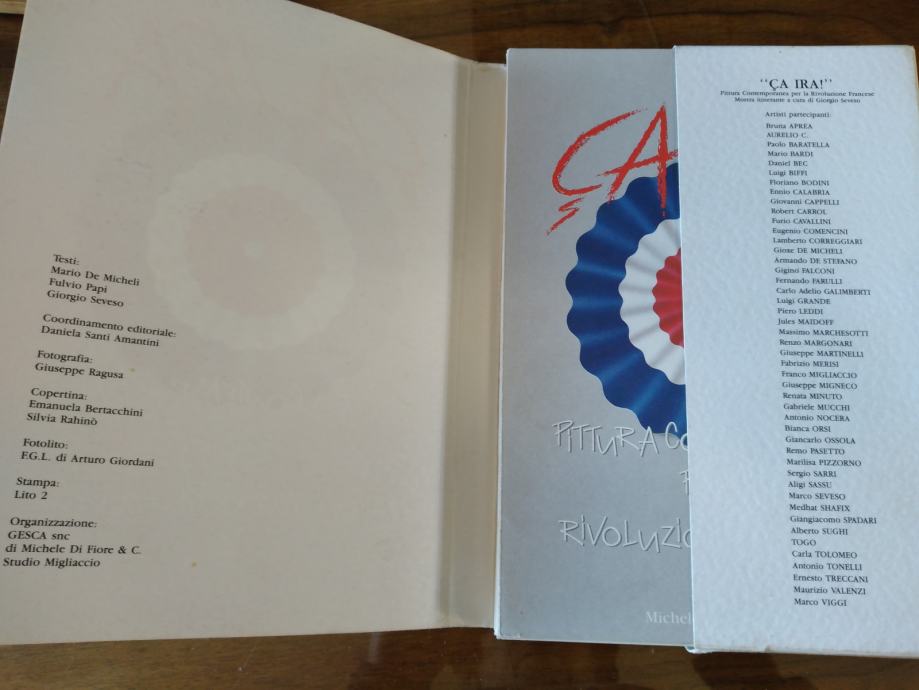 Testi:
Mario De Micheli
Fulvio Papi
Giorgio Seveso
Coordinamento editoriale:
Daniela Santi Amantini
Fotografia:
Giuseppe Ragusa
Copertina:
Emanuela Bertacchini
Silvia Rahinò
Fotolito:
F.G.L. di Arturo Giordani
Stampa:
Lito 2
Organizzazione:
GESCA snc
di Michele Di Fiore & C.
Studio Migliaccio
ÇA
PITTURA CO
RIVOLUZIO
Michel
"ÇA IRA!"
Pittura Contemporanea per la Rivoluzione Francese
Mostra itinerante a cura di Giorgio Seveso
Artisti partecipanti:
Bruna APREA
AURELIO C.
Paolo BARATELLA
Mario BARDI
Daniel BEC
Luigi BIFFI
Floriano BODINI
Ennio CALABRIA
Giovanni CAPPELLI
Robert CARROL
Furio CAVALLINI
Eugenio COMENCINI
Lamberto CORREGGIARI
Gioxe DE MICHELI
Armando DE STEFANO
Gigino FALCONI
Fernando FARULLI
Carlo Adelio GALIMBERTI
Luigi GRANDE
Piero LEDDI
Jules MAIDOFF
Massimo MARCHESOTTI
Renzo MARGONARI
Giuseppe MARTINELLI
Fabrizio MERISI
Franco MIGLIACCIO
Giuseppe MIGNECO
Renata MINUTO
Gabriele MUCCHI
Antonio NOCERA
Bianca ORSI
Giancarlo OSSOLA
Remo PASETTO
Marilisa PIZZORNO
Sergio SARRI
Aligi SASSU
Marco SEVESO
Medhat SHAFIX
Giangiacomo SPADARI
Alberto SUGHI
TOGO
Carla TOLOMEO
Antonio TONELLI
Ernesto TRECCANI
Maurizio VALENZI
Marco VIGGI